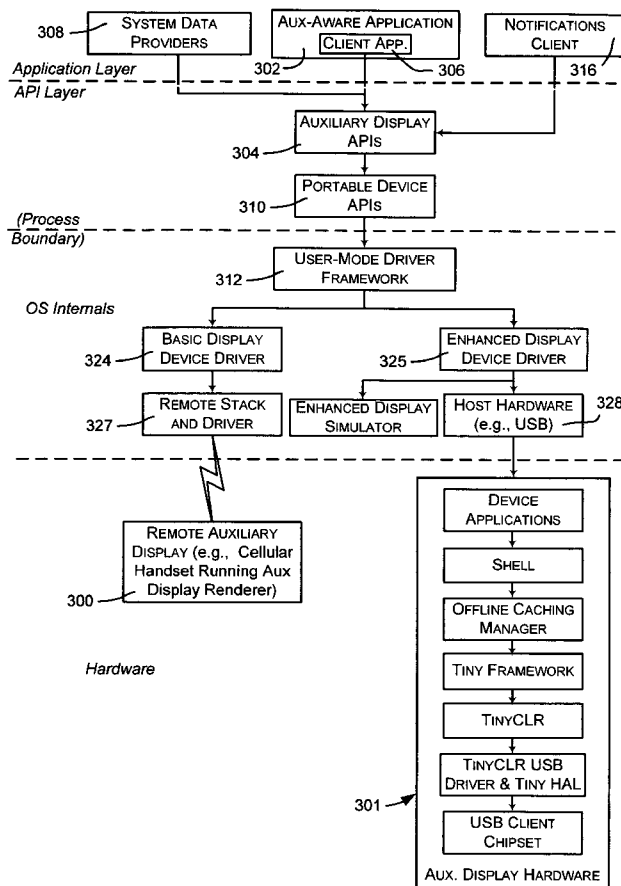 308
SYSTEM DATA
PROVIDERS
AUX-AWARE APPLICATION
CLIENT APP.
302
306
NOTIFICATIONS
CLIENT
316
Application Layer
API Layer
AUXILIARY DISPLAY
APIS
304
PORTABLE DEVICE
APIS
310
(Process
Boundary)
USER-MODE DRIVER
FRAMEWORK
312
OS Internals
BASIC DISPLAY
DEVICE DRIVER
324
ENHANCED DISPLAY
DEVICE DRIVER
325
REMOTE STACK
AND DRIVER
327
ENHANCED DISPLAY
SIMULATOR
HOST HARDWARE
(e.g., USB)
328
REMOTE AUXILIARY
DISPLAY (e.g., Cellular
Handset Running Aux
Display Renderer)
300
Hardware
DEVICE
APPLICATIONS
SHELL
OFFLINE CACHING
MANAGER
TINY FRAMEWORK
TINYCLR
TINYCLR USB
DRIVER & TINY HAL
301
USB CLIENT
CHIPSET
AUX. DISPLAY HARDWARE